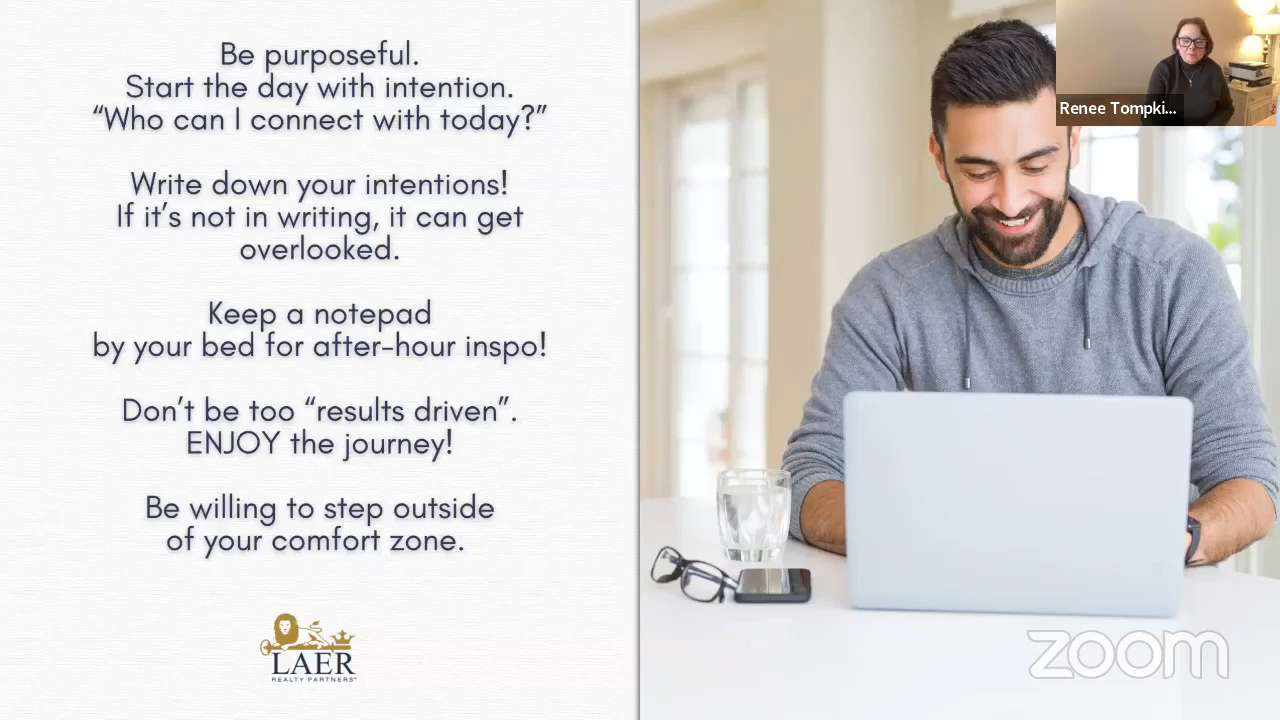 Be purposeful.
Start the day with intention.
“Who can I connect with today?”
Write down your intentions!
If it’s not in writing, it can get
overlooked.
Keep a notepad
by your bed for after-hour inspo!
Don’t be too “results driven”.
ENJOY the journey!
Be willing to step outside
of your comfort zone.
LAER
REALTY PARTNERS
Renee Tompki...
zoom